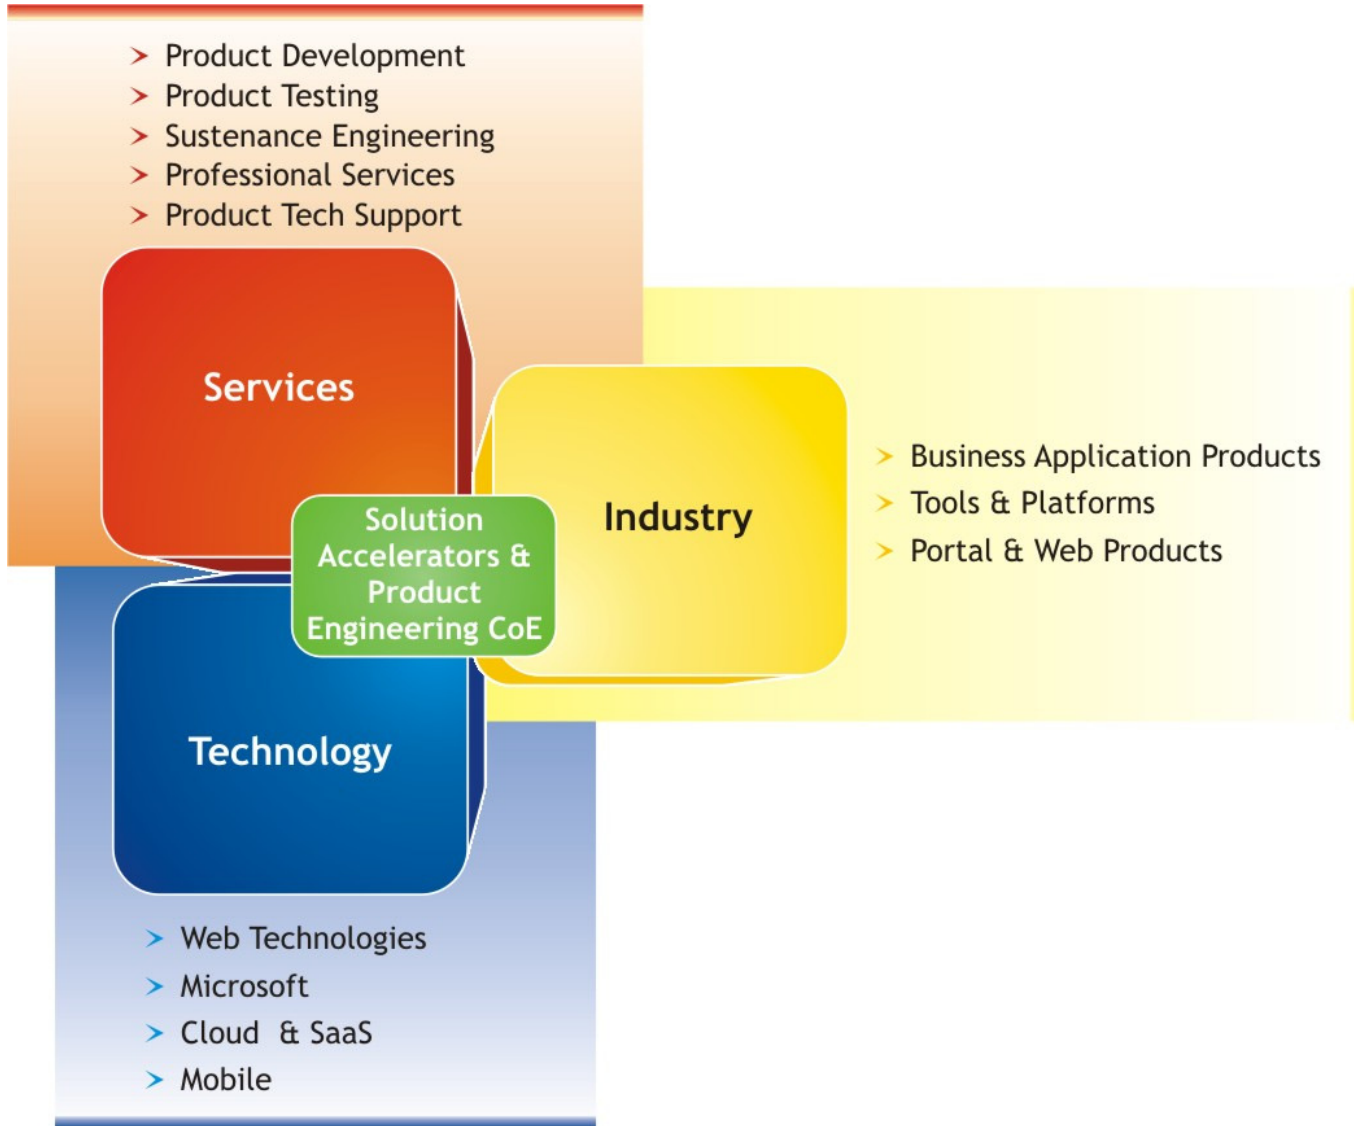 Product Development
Product Testing
Sustenance Engineering
Professional Services
Product Tech Support
Services
Solution
Accelerators &
Product
Engineering CoE
Industry
Business Application Products
Tools & Platforms
Portal & Web Products
Technology
Web Technologies
Microsoft
Cloud & SaaS
Mobile